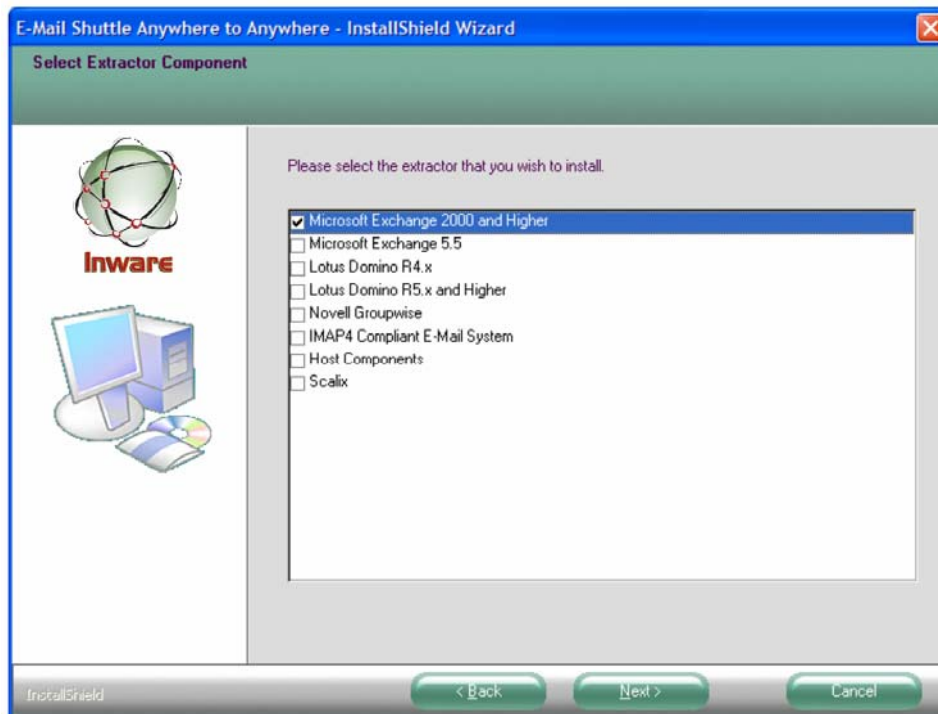 E-Mail Shuttle Anywhere to Anywhere - InstallShield Wizard
Select Extractor Component
Inware
Please select the extractor that you wish to install.
Microsoft Exchange 2000 and Higher
Microsoft Exchange 5.5
Lotus Domino R4.x
Lotus Domino R5.x and Higher
Novell Groupwise
IMAP4 Compliant E-Mail System
Host Components
Scalix
InstallShield
< Back
Next >
Cancel